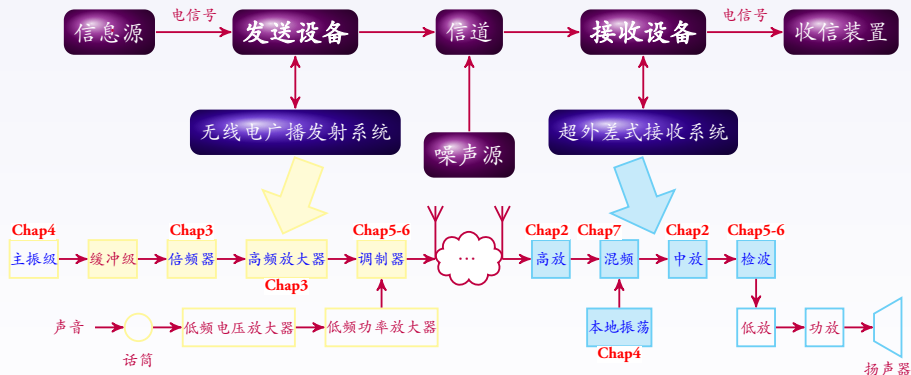 信息源
电信号
发送设备
信道
接收设备
电信号
收信装置
无线电广播发射系统
噪声源
超外差式接收系统
Chap4
Chap3
Chap5-6
Chap2
Chap7
Chap2
Chap5-6
主振级
缓冲级
倍频器
高频放大器
调制器
...
高放
混频
中放
检波
Chap3
声音
话筒
低频电压放大器
低频功率放大器
本地振荡
Chap4
低放
功放
扬声器